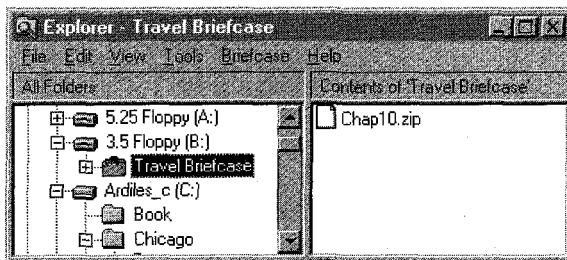 Explorer - Travel Briefcase
File Edit View Tools Briefcase Help
All Folders
Contents of 'Travel Briefcase'
5.25 Floppy (A:)
3.5 Floppy (B:)
Travel Briefcase
Ardiles_c (C:)
Book
Chicago
Chap10.zip